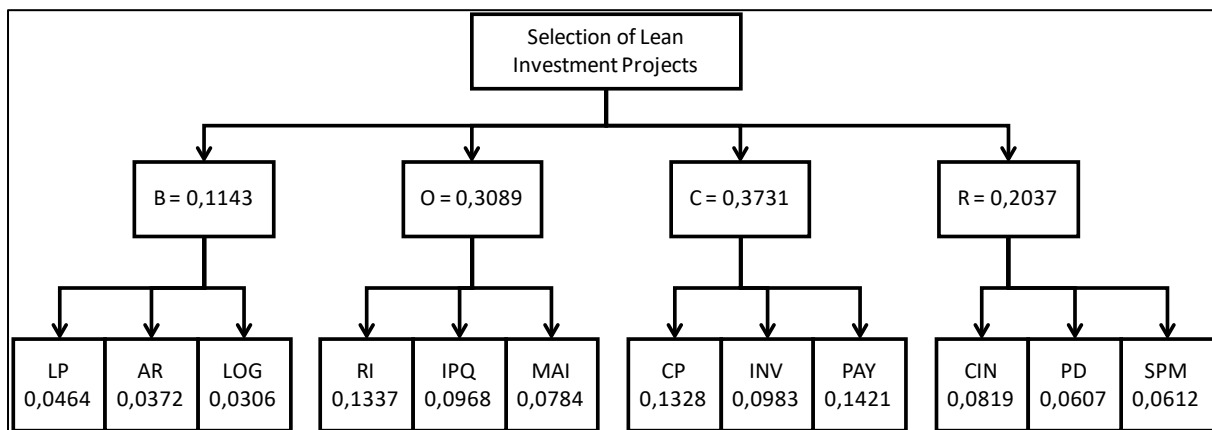 Selection of Lean
Investment Projects
B = 0,1143
O = 0,3089
C = 0,3731
R = 0,2037
LP
0,0464
AR
0,0372
LOG
0,0306
RI
0,1337
IPQ
0,0968
MAI
0,0784
CP
0,1328
INV
0,0983
PAY
0,1421
CIN
0,0819
PD
0,0607
SPM
0,0612